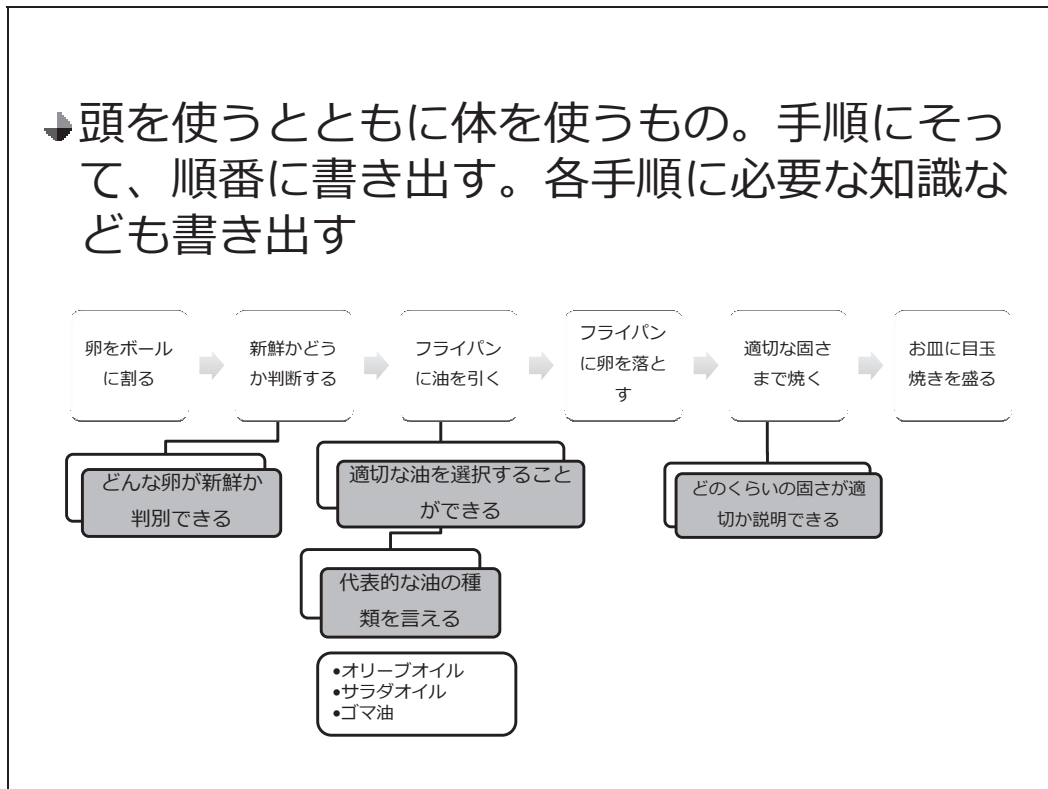 頭を使うとともに体を使うもの。手順にそっ
て、順番に書き出す。各手順に必要な知識な
ども書き出す
卵をボール
に割る
新鮮かどう
か判断する
フライパン
に油を引く
フライパン
に卵を落と
す
適切な固さ
まで焼く
お皿に目玉
焼きを盛る
どんな卵が新鮮か
判別できる
適切な油を選択すること
ができる
どのくらいの固さが適
切か説明できる
代表的な油の種
類を言える
•オリーブオイル
•サラダオイル
•ゴマ油